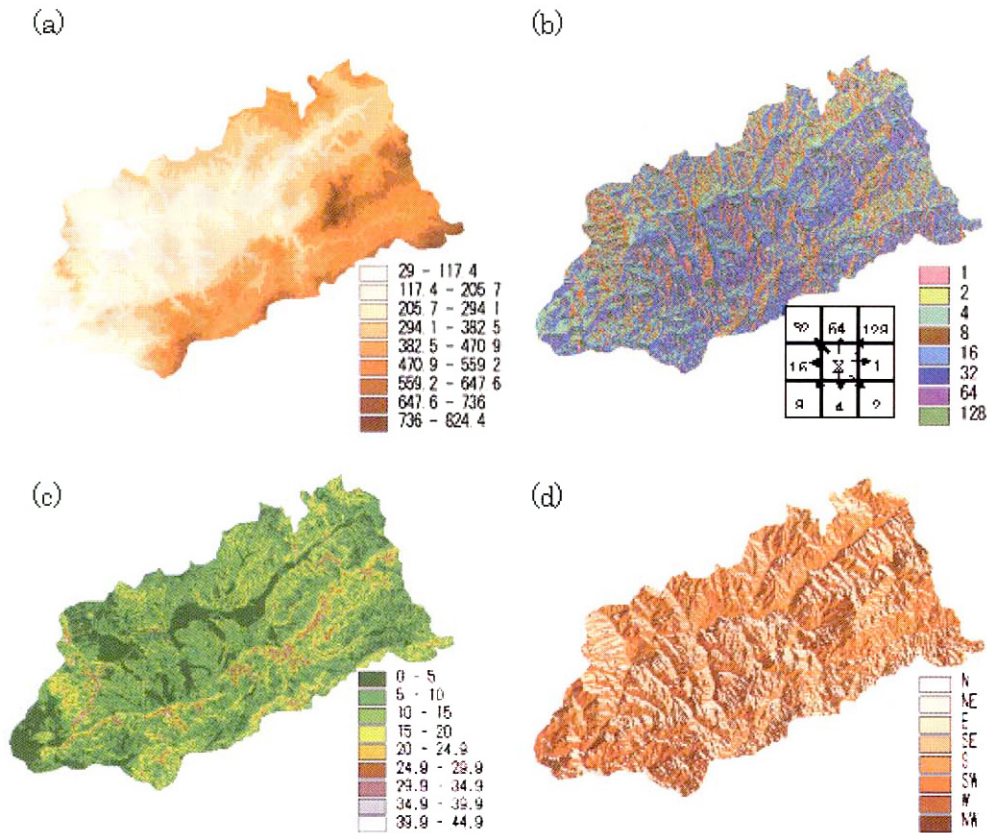 (a)
29 - 117.4
117.4 - 205.7
205.7 - 294.1
294.1 - 382.5
382.5 - 470.9
470.9 - 559.2
559.2 - 647.6
647.6 - 736
736 - 824.4
(b)
1
2
4
8
16
32
64
128
64 128
16 X 1
8 4 2
(c)
0 - 5
5 - 10
10 - 15
15 - 20
20 - 24.9
24.9 - 29.9
29.9 - 34.9
34.9 - 39.9
39.9 - 44.9
(d)
N
NE
E
SE
S
SW
W
NW